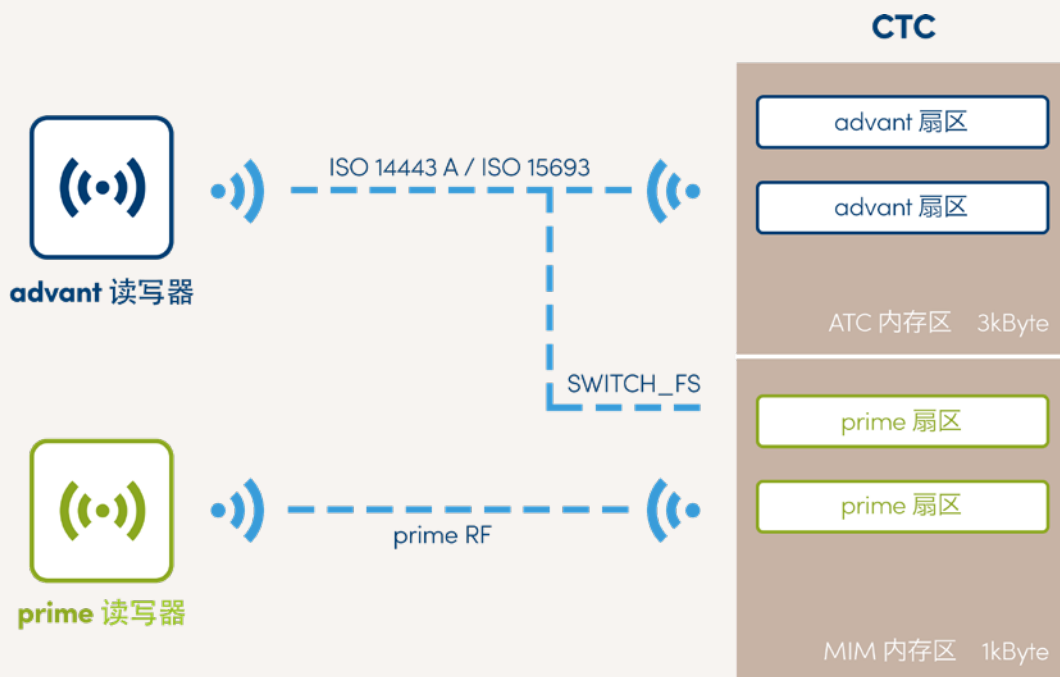 CTC
advant 扇区
ISO 14443 A / ISO 15693
advant 扇区
advant 读写器
ATC 内存区 3kByte
SWITCH_FS
prime 扇区
prime 扇区
prime RF
prime 读写器
MIM 内存区 1kByte